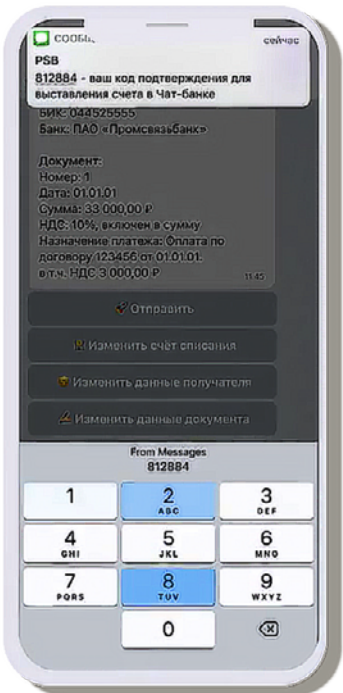 СООБЩ.
сейчас
PSB
812884 - ваш код подтверждения для
выставления счета в Чат-банке
БИК: 044525555
Банк: ПАО «Промсвязьбанк»
Документ:
Номер: 1
Дата: 01.01.01
Сумма: 33 000,00 ₽
НДС: 10%, включен в сумму
Назначение платежа: Оплата по
договору 123456 от 01.01.01.
в т.ч. НДС 3 000,00 ₽
11:45
Отправить
Изменить счёт списания
Изменить данные получателя
Изменить данные документа
From Messages
812884
1
2
3
ABC
DEF
4
5
6
GHI
JKL
MNO
7
8
9
PQRS
TUV
WXYZ
0